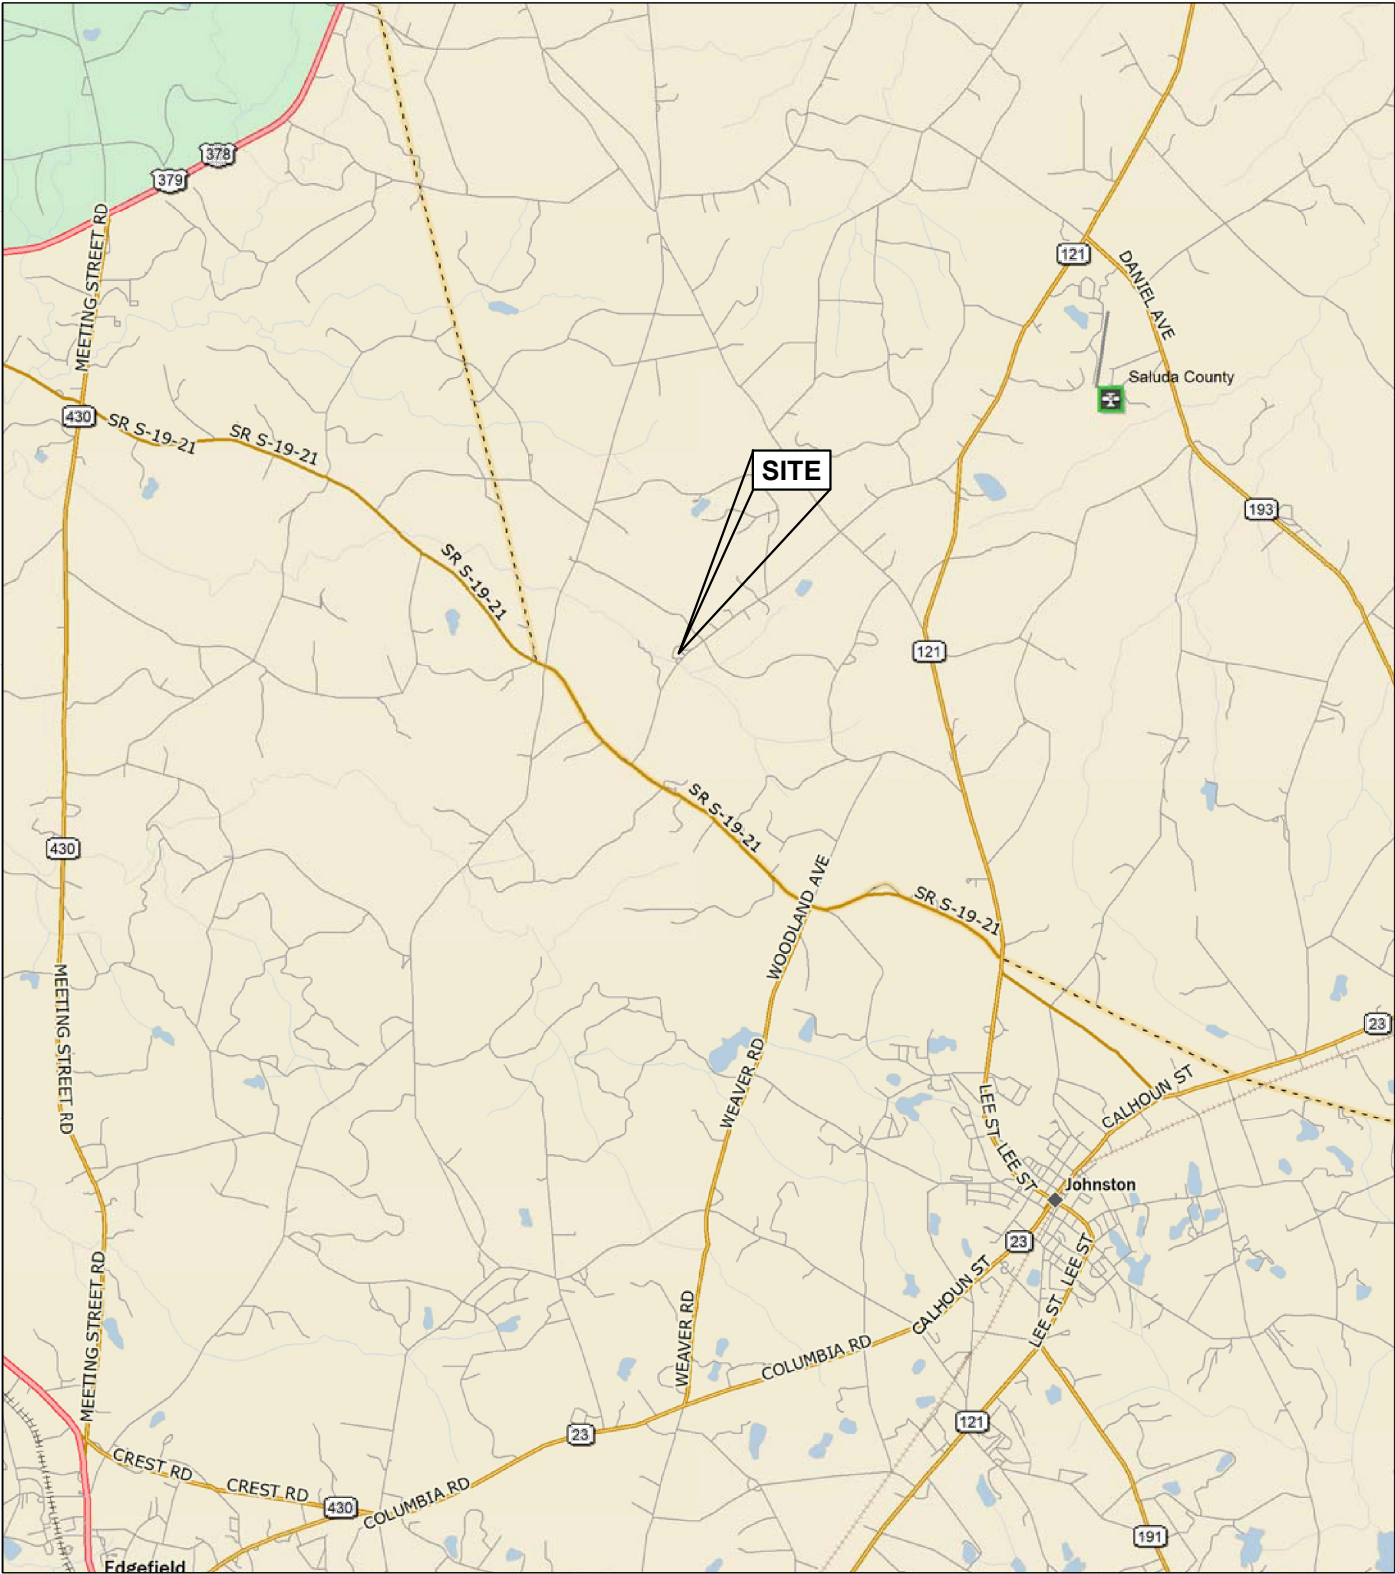 378
379
MEETING STREET RD
121
DANIEL AVE
Saluda County
430
SR S-19-21
SR S-19-21
SITE
193
SR S-19-21
121
SR S-19-21
430
WOODLAND AVE
SR S-19-21
MEETING STREET RD
23
WEAVER RD
CALHOUN ST
LEE ST
LEE ST
Johnston
23
LEE ST
CALHOUN ST
MEETING STREET RD
WEAVER RD
LEE ST
COLUMBIA RD
121
23
CREST RD
CREST RD
430
COLUMBIA RD
191
Edgefield